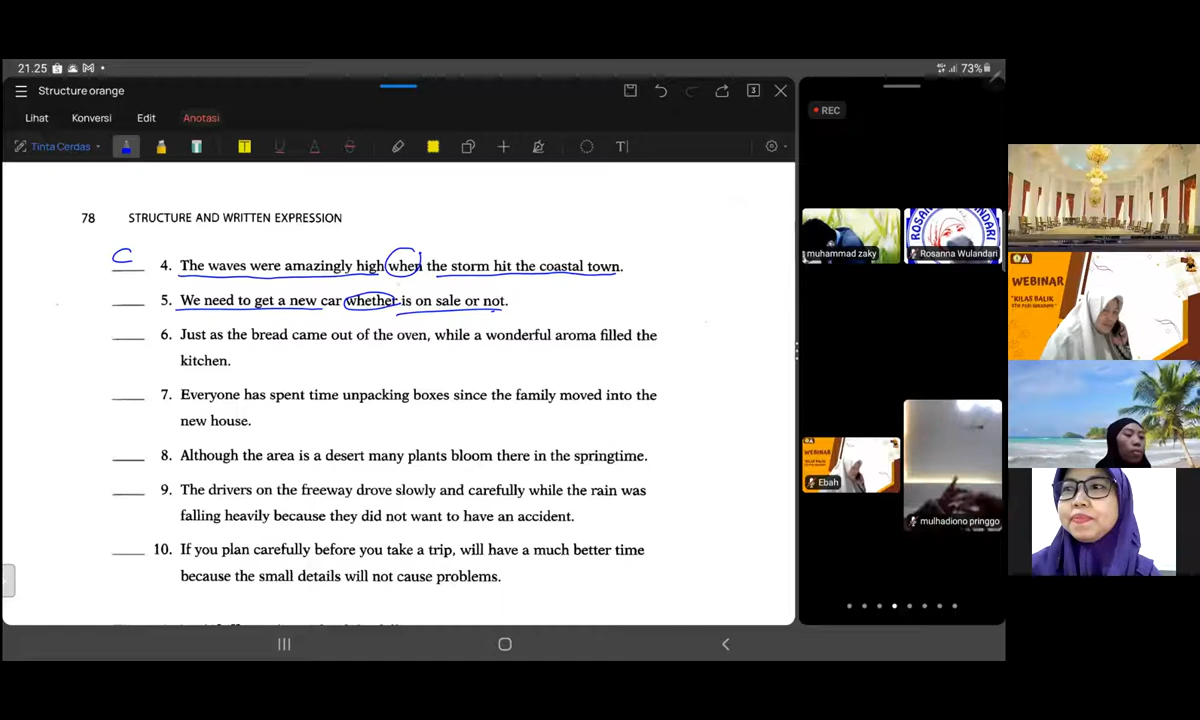 21.25
73%
Structure orange
3
Lihat Konversi Edit Anotasi
Tinta Cerdas T U A S T
REC
78 STRUCTURE AND WRITTEN EXPRESSION
C 4. The waves were amazingly high when the storm hit the coastal town.
5. We need to get a new car whether is on sale or not.
6. Just as the bread came out of the oven, while a wonderful aroma filled the
kitchen.
7. Everyone has spent time unpacking boxes since the family moved into the
new house.
8. Although the area is a desert many plants bloom there in the springtime.
9. The drivers on the freeway drove slowly and carefully while the rain was
falling heavily because they did not want to have an accident.
10. If you plan carefully before you take a trip, will have a much better time
because the small details will not cause problems.
muhammad zaky
Rosanna Wulandari
WEBINAR
Ebah
mulhadiono pringgo
WEBINAR
"KILAS BALIK